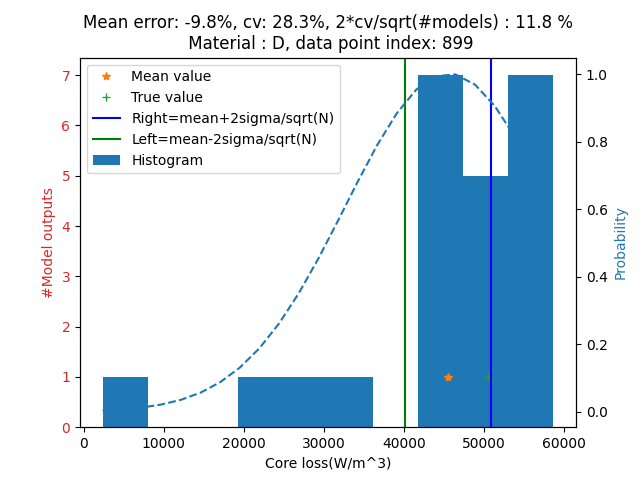 Mean error: -9.8%, cv: 28.3%, 2*cv/sqrt(#models) : 11.8 %
Material : D, data point index: 899
Mean value
True value
Right=mean+2sigma/sqrt(N)
Left=mean-2sigma/sqrt(N)
Histogram
#Model outputs
7
6
5
4
3
2
1
0
1.0
0.8
0.6
0.4
0.2
0.0
Probability
0 10000 20000 30000 40000 50000 60000
Core loss(W/m^3)